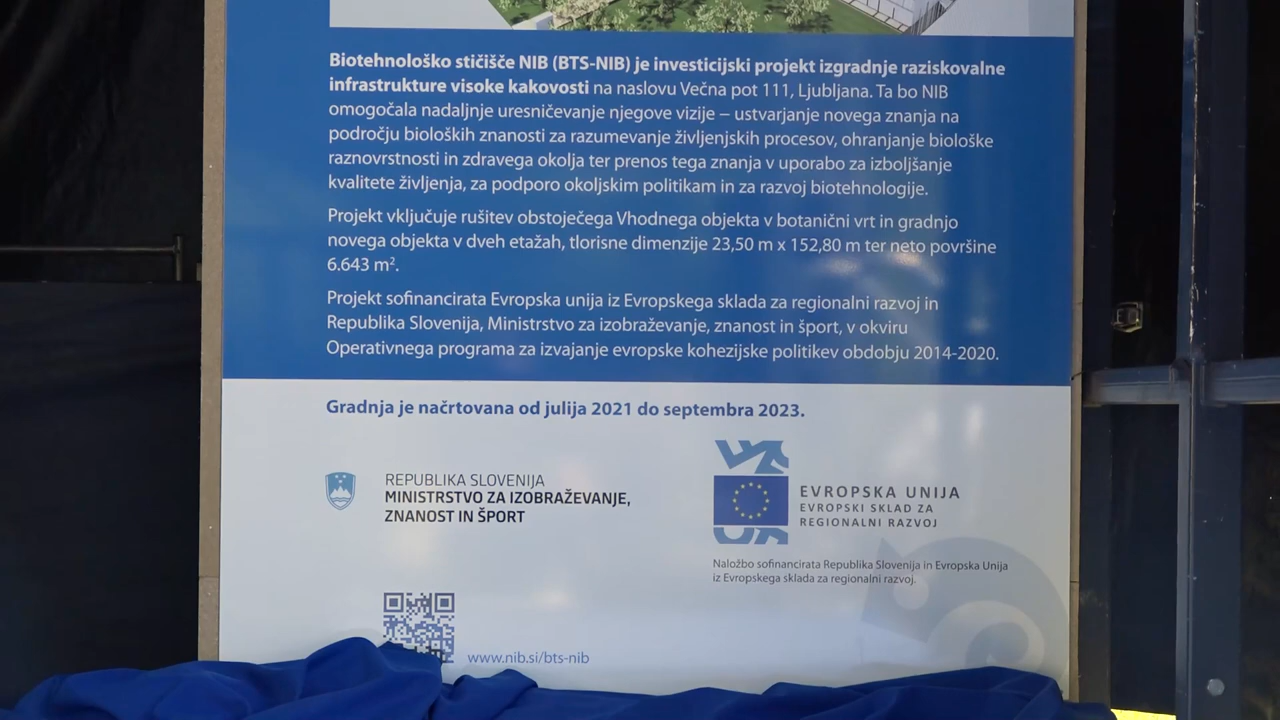 Biotehnološko stičišče NIB (BTS-NIB) je investicijski projekt izgradnje raziskovalne
infrastrukture visoke kakovosti na naslovu Večna pot 111, Ljubljana. Ta bo NIB
omogočala nadaljnje uresničevanje njegove vizije – ustvarjanje novega znanja na
področju bioloških znanosti za razumevanje življenjskih procesov, ohranjanje biološke
raznovrstnosti in zdravega okolja ter prenos tega znanja v uporabo za izboljšanje
kvalitete življenja, za podporo okoljskim politikam in za razvoj biotehnologije.
Projekt vključuje rušitev obstoječega Vhodnega objekta v botanični vrt in gradnjo
novega objekta v dveh etažah, tlorisne dimenzije 23,50 m x 152,80 m ter neto površine
6.643 m².
Projekt sofinancirata Evropska unija iz Evropskega sklada za regionalni razvoj in
Republika Slovenija, Ministrstvo za izobraževanje, znanost in šport, v okviru
Operativnega programa za izvajanje evropske kohezijske politikev obdobju 2014-2020.
Gradnja je načrtovana od julija 2021 do septembra 2023.
REPUBLIKA SLOVENIJA
MINISTRSTVO ZA IZOBRAŽEVANJE,
ZNANOST IN ŠPORT
EVROPSKA UNIJA
EVROPSKI SKLAD ZA
REGIONALNI RAZVOJ
Naložbo sofinancirata Republika Slovenija in Evropska Unija
iz Evropskega sklada za regionalni razvoj.
www.nib.si/bts-nib